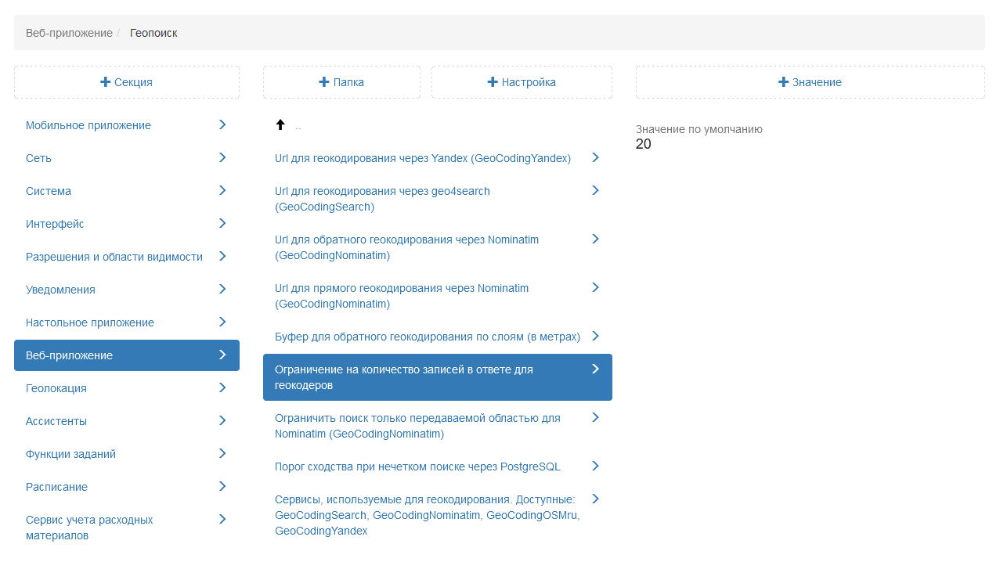 Веб-приложение / Геопоиск
Секция
Папка
Настройка
Значение
Мобильное приложение
Сеть
Система
Интерфейс
Разрешения и области видимости
Уведомления
Настольное приложение
Веб-приложение
Геолокация
Ассистенты
Функции заданий
Расписание
Сервис учета расходных
материалов
..
Url для геокодирования через Yandex (GeoCodingYandex)
Url для геокодирования через geo4search
(GeoCodingSearch)
Url для обратного геокодирования через Nominatim
(GeoCodingNominatim)
Url для прямого геокодирования через Nominatim
(GeoCodingNominatim)
Буфер для обратного геокодирования по слоям (в метрах)
Ограничение на количество записей в ответе для
геокодеров
Ограничить поиск только передаваемой областью для
Nominatim (GeoCodingNominatim)
Порог сходства при нечетком поиске через PostgreSQL
Сервисы, используемые для геокодирования. Доступные:
GeoCodingSearch, GeoCodingNominatim, GeoCodingOSMru,
GeoCodingYandex
Значение по умолчанию
20